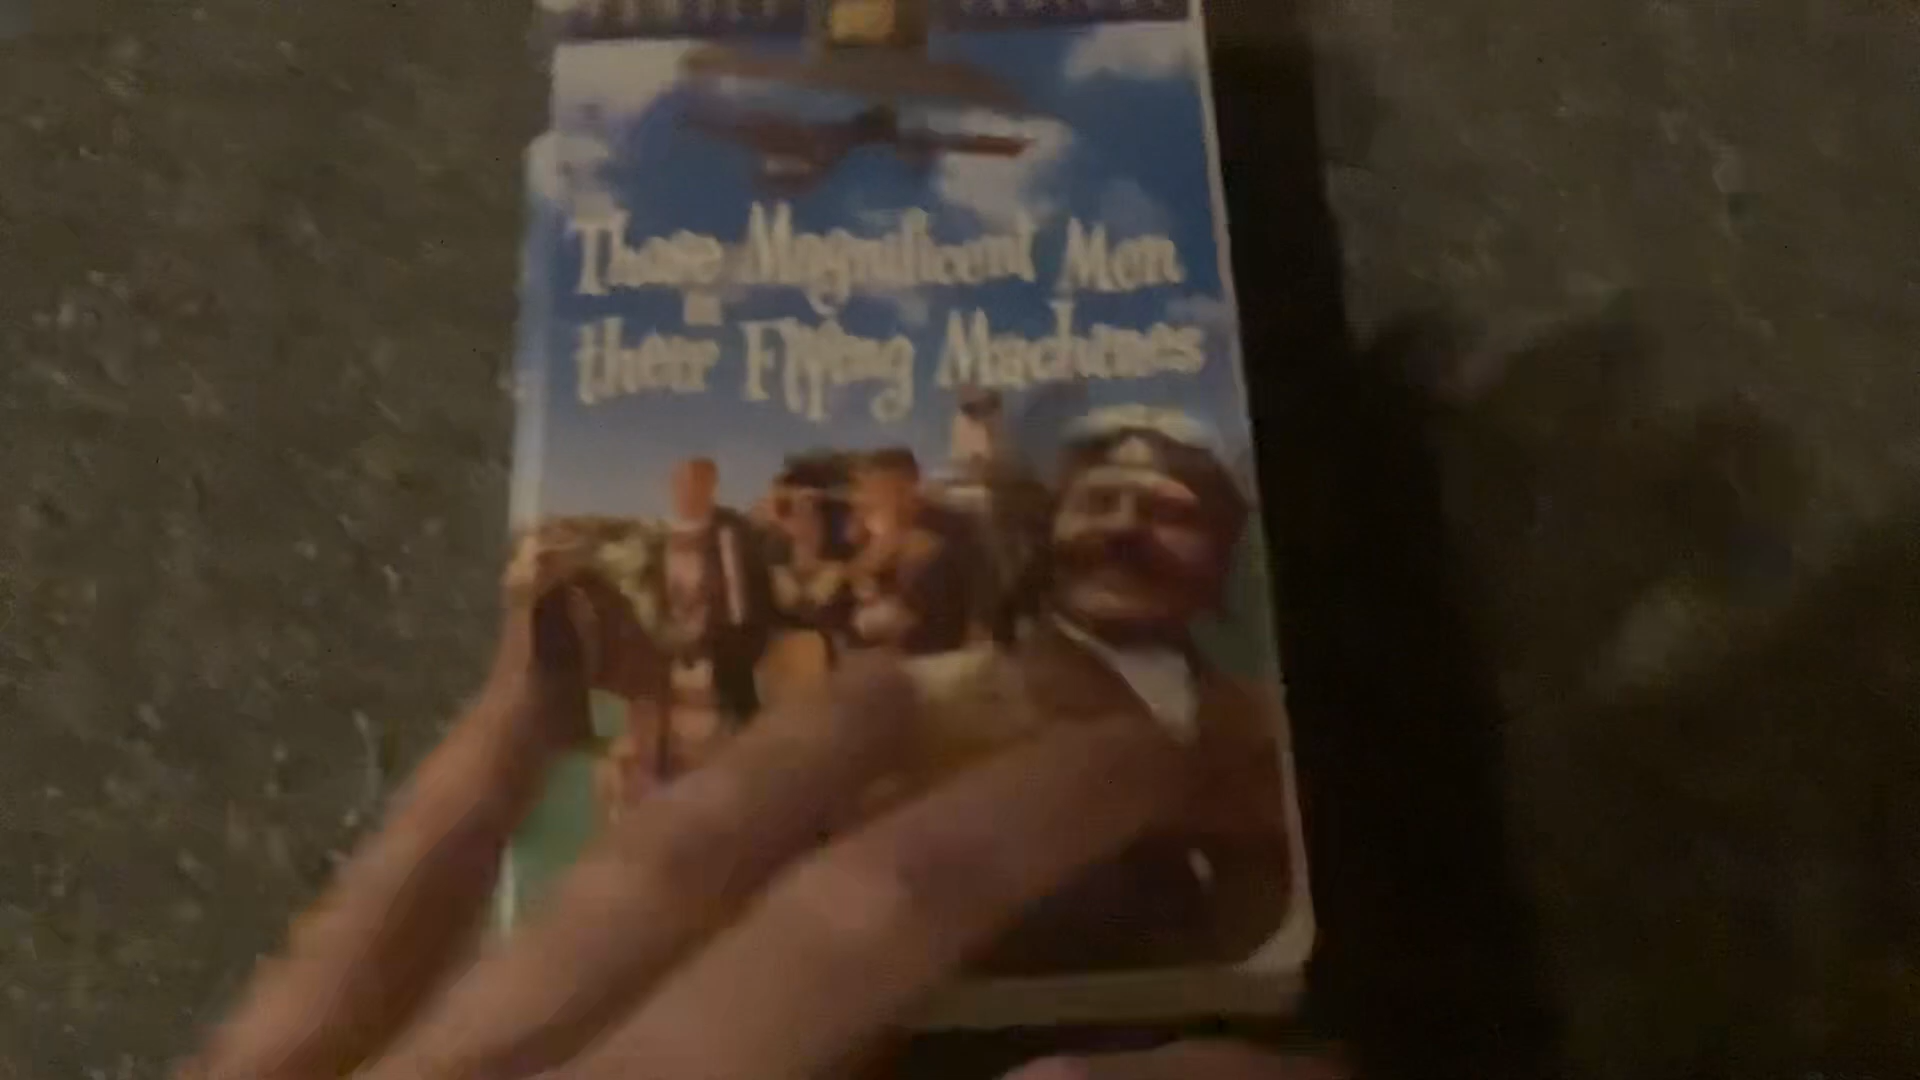 Those Magnificent Men
in
their Flying Machines